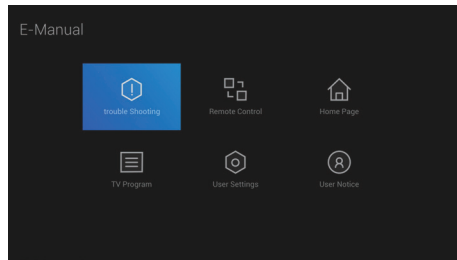 E-Manual
trouble Shooting
Remote Control
Home Page
TV Program
User Settings
User Notice